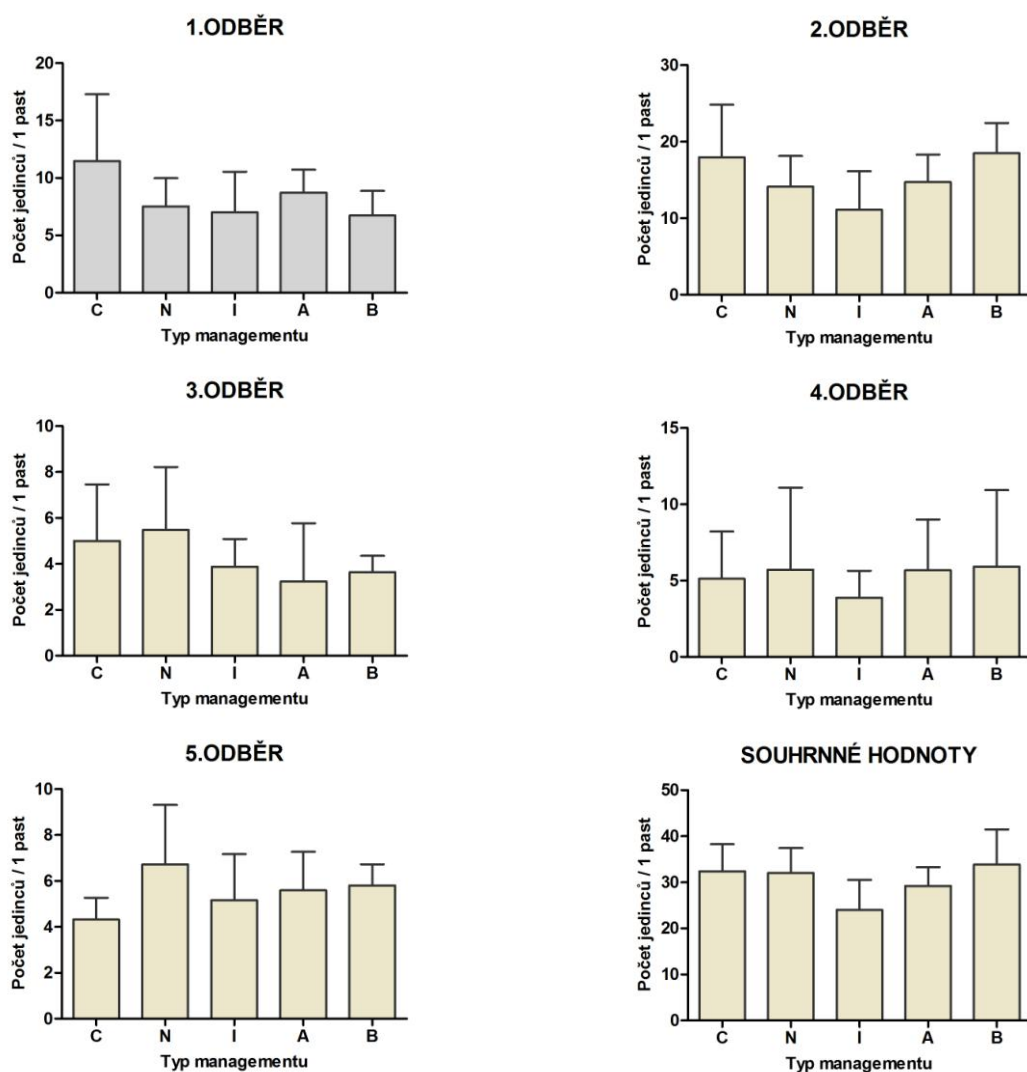 1.ODBĚR
Počet jedinců / 1 past
20
15
10
5
0
C N I A B
Typ managementu
2.ODBĚR
Počet jedinců / 1 past
30
20
10
0
C N I A B
Typ managementu
3.ODBĚR
Počet jedinců / 1 past
10
8
6
4
2
0
C N I A B
Typ managementu
4.ODBĚR
Počet jedinců / 1 past
15
10
5
0
C N I A B
Typ managementu
5.ODBĚR
Počet jedinců / 1 past
10
8
6
4
2
0
C N I A B
Typ managementu
SOUHRNNÉ HODNOTY
Počet jedinců / 1 past
50
40
30
20
10
0
C N I A B
Typ managementu